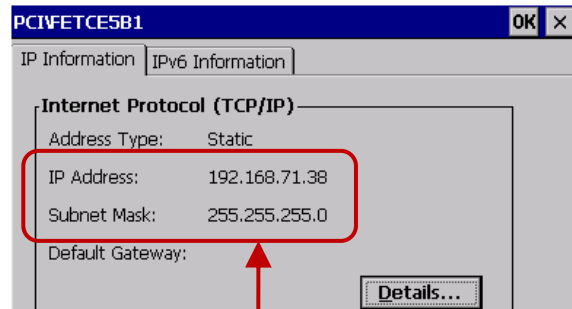 PCI\FETCE5B1 OK ×
IP Information IPv6 Information
Internet Protocol (TCP/IP)
Address Type: Static
IP Address: 192.168.71.38
Subnet Mask: 255.255.255.0
Default Gateway:
Details...